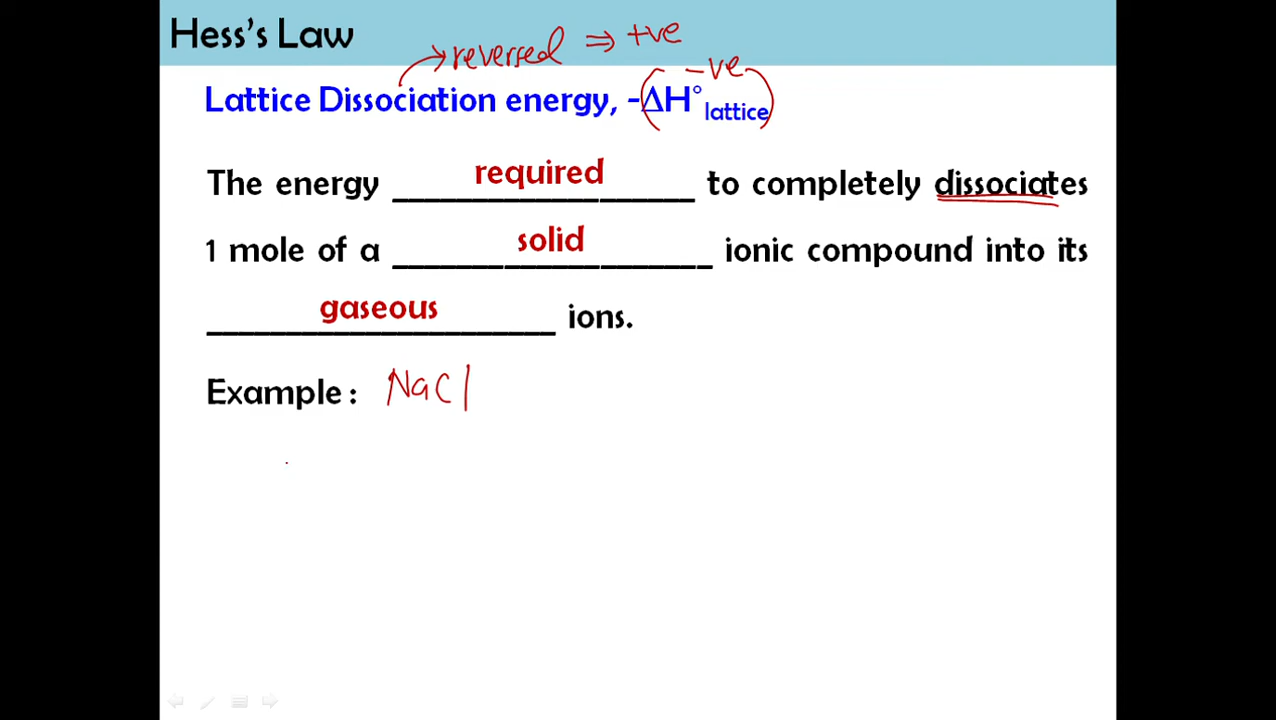 Hess's Law
→reversed ⇒ +ve
-ve
Lattice Dissociation energy, -(ΔH°lattice)
The energy required to completely dissociates
1 mole of a solid ionic compound into its
gaseous ions.
Example: NaCl